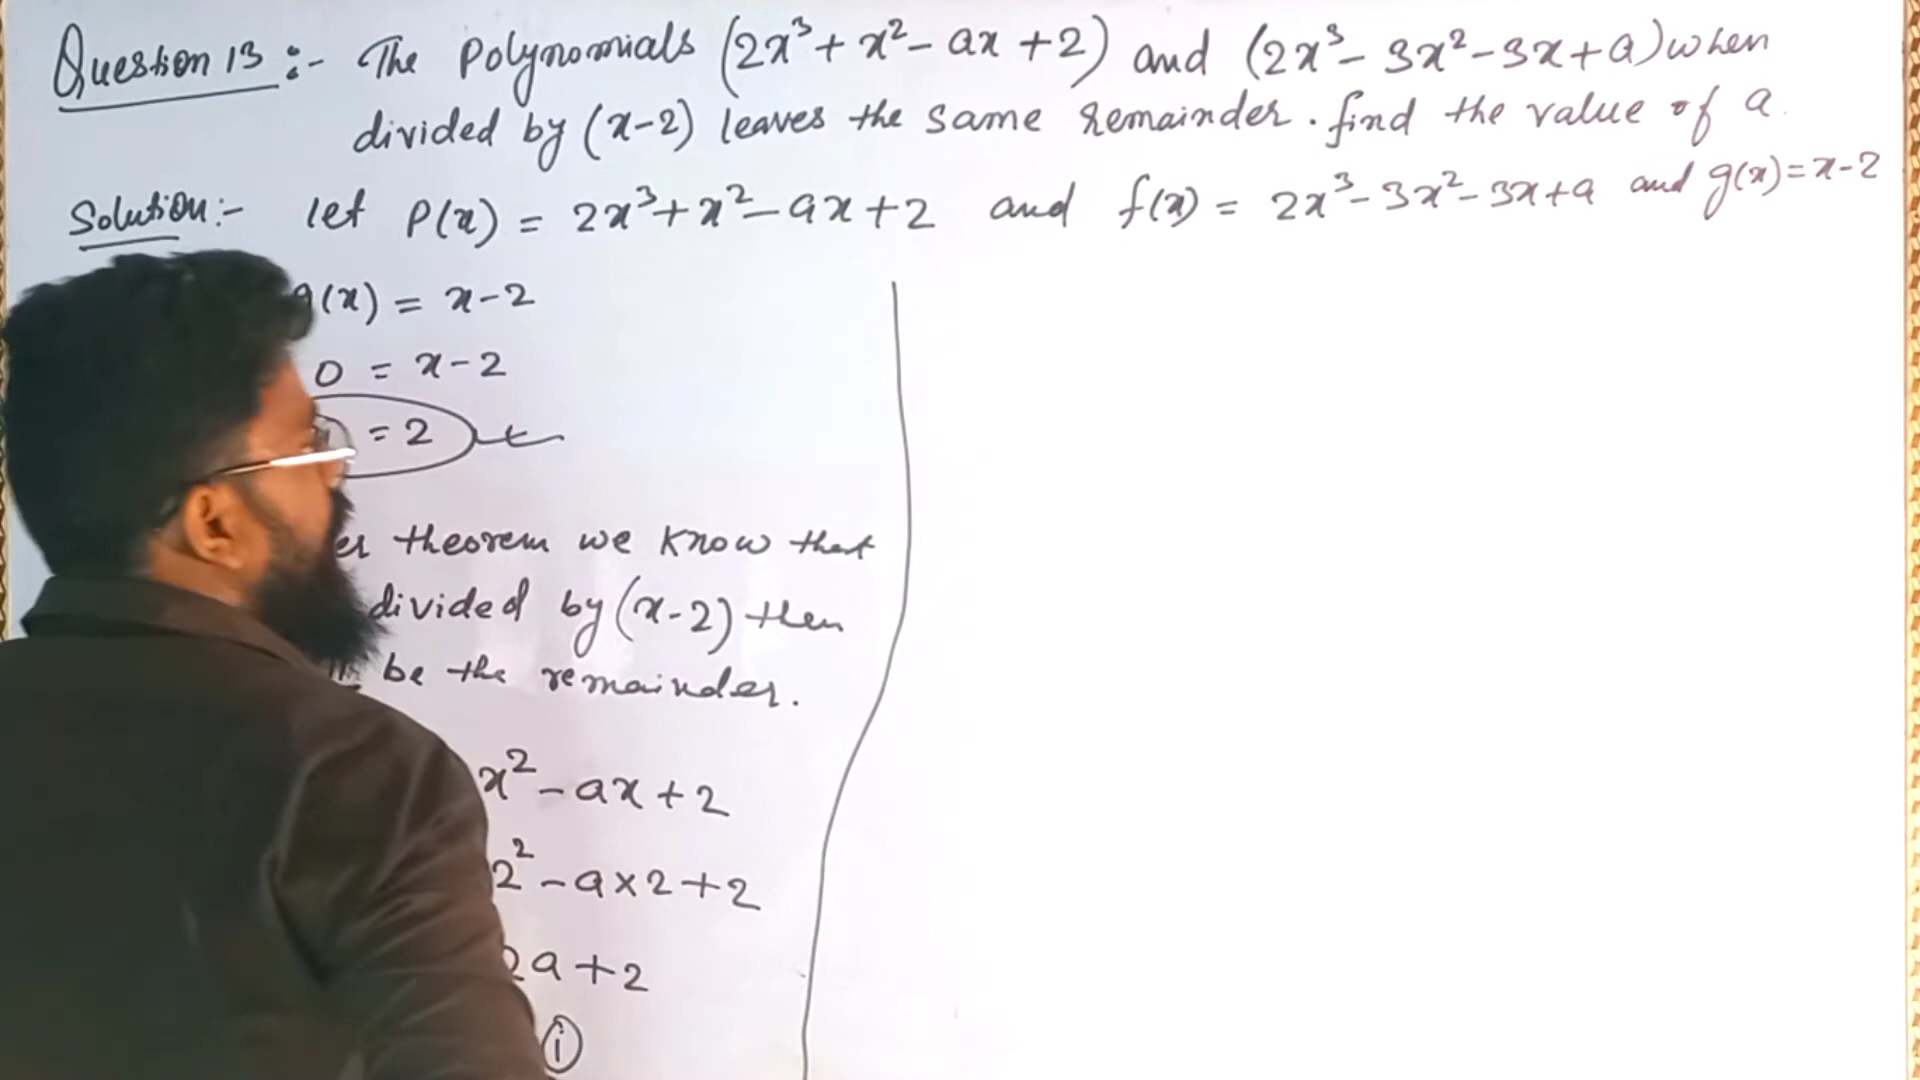 Question 13 :- The polynomials (2x³ + x² - ax + 2) and (2x³ - 3x² - 3x + a) when
divided by (x-2) leaves the same remainder. find the value of a.
Solution:- let P(x) = 2x³ + x² - ax + 2 and f(x) = 2x³ - 3x² - 3x + a and g(x) = x-2
g(x) = x-2
0 = x-2
= 2
theorem we know that
divided by (x-2) then
be the remainder.
x² - ax + 2
2² - a×2 + 2
2a + 2
(i)